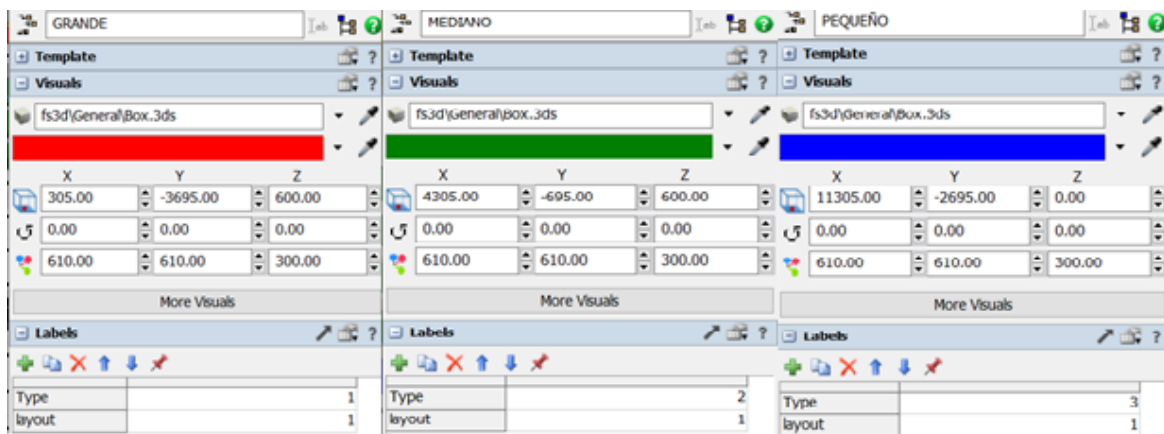 GRANDE
Template
Visuals
fs3d\General\Box.3ds
X Y Z
305.00 -3695.00 600.00
0.00 0.00 0.00
610.00 610.00 300.00
More Visuals
Labels
Type 1
layout 1
MEDIANO
Template
Visuals
fs3d\General\Box.3ds
X Y Z
4305.00 -695.00 600.00
0.00 0.00 0.00
610.00 610.00 300.00
More Visuals
Labels
Type 2
layout 1
PEQUEÑO
Template
Visuals
fs3d\General\Box.3ds
X Y Z
11305.00 -2695.00 0.00
0.00 0.00 0.00
610.00 610.00 300.00
More Visuals
Labels
Type 3
layout 1